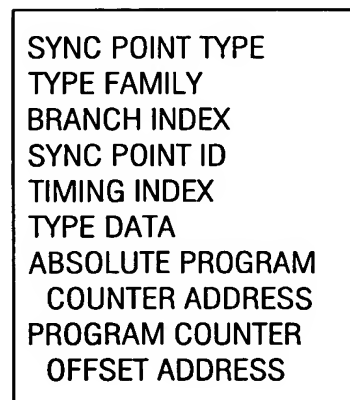 SYNC POINT TYPE
TYPE FAMILY
BRANCH INDEX
SYNC POINT ID
TIMING INDEX
TYPE DATA
ABSOLUTE PROGRAM
COUNTER ADDRESS
PROGRAM COUNTER
OFFSET ADDRESS